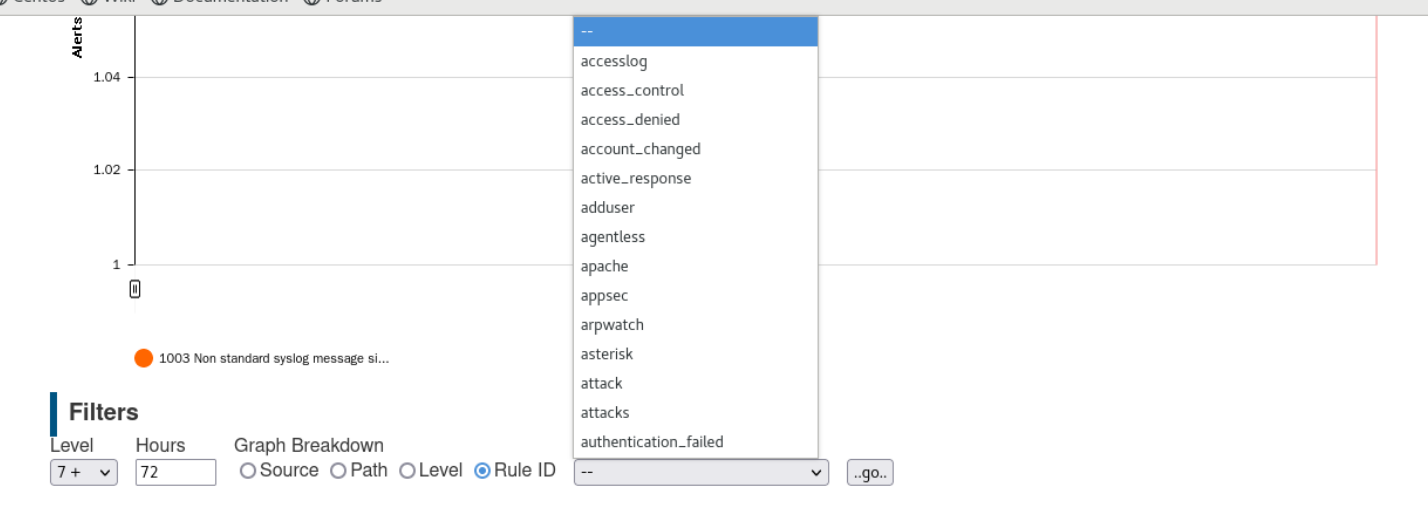 Centos Wiki Documentation Forums
Alerts
1.04
1.02
1
1003 Non standard syslog message si...
--
accesslog
access_control
access_denied
account_changed
active_response
adduser
agentless
apache
appsec
arpwatch
asterisk
attack
attacks
authentication_failed
Filters
Level Hours Graph Breakdown
7 + 72 Source Path Level Rule ID -- ..go..